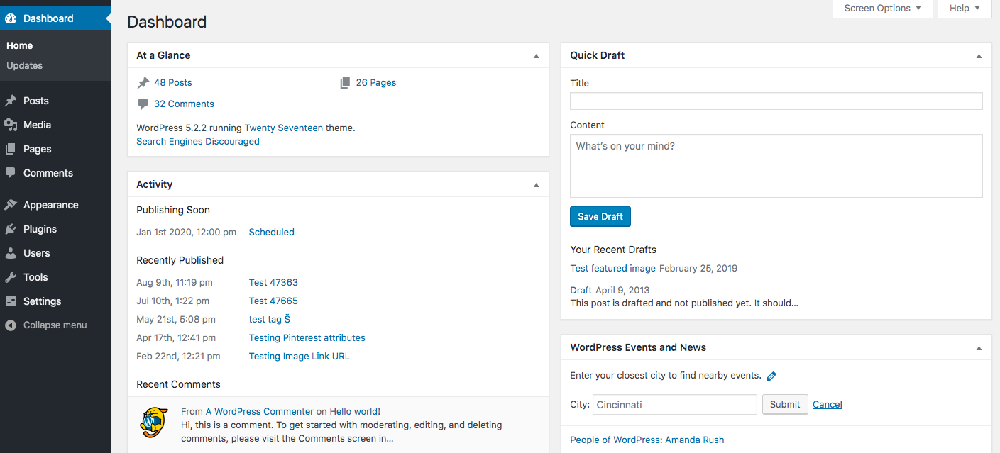 Dashboard
Home
Updates
Posts
Media
Pages
Comments
Appearance
Plugins
Users
Tools
Settings
Collapse menu
Screen Options
Help
Dashboard
At a Glance
48 Posts
26 Pages
32 Comments
WordPress 5.2.2 running Twenty Seventeen theme.
Search Engines Discouraged
Activity
Publishing Soon
Jan 1st 2020, 12:00 pm Scheduled
Recently Published
Aug 9th, 11:19 pm Test 47363
Jul 10th, 1:22 pm Test 47665
May 21st, 5:08 pm test tag Š
Apr 17th, 12:41 pm Testing Pinterest attributes
Feb 22nd, 12:21 pm Testing Image Link URL
Recent Comments
From A WordPress Commenter on Hello world!
Hi, this is a comment. To get started with moderating, editing, and deleting
comments, please visit the Comments screen in…
Quick Draft
Title
Content
What’s on your mind?
Save Draft
Your Recent Drafts
Test featured image February 25, 2019
Draft April 9, 2013
This post is drafted and not published yet. It should…
WordPress Events and News
Enter your closest city to find nearby events.
City: Cincinnati Submit Cancel
People of WordPress: Amanda Rush